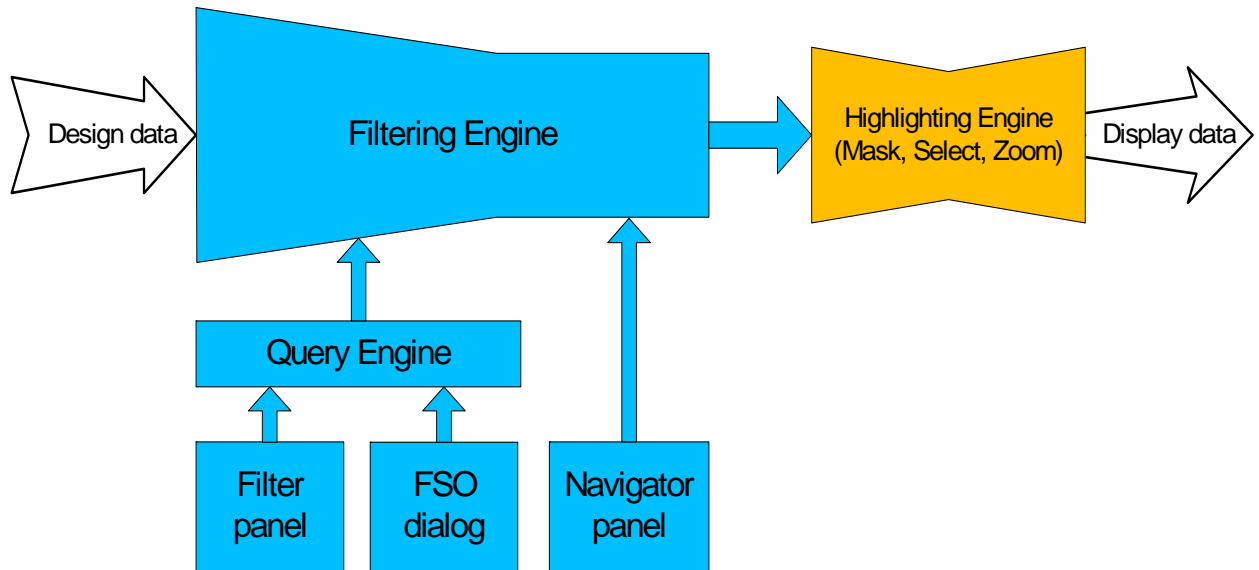 Design data
Filtering Engine
Highlighting Engine
(Mask, Select, Zoom)
Display data
Query Engine
Filter
panel
FSO
dialog
Navigator
panel